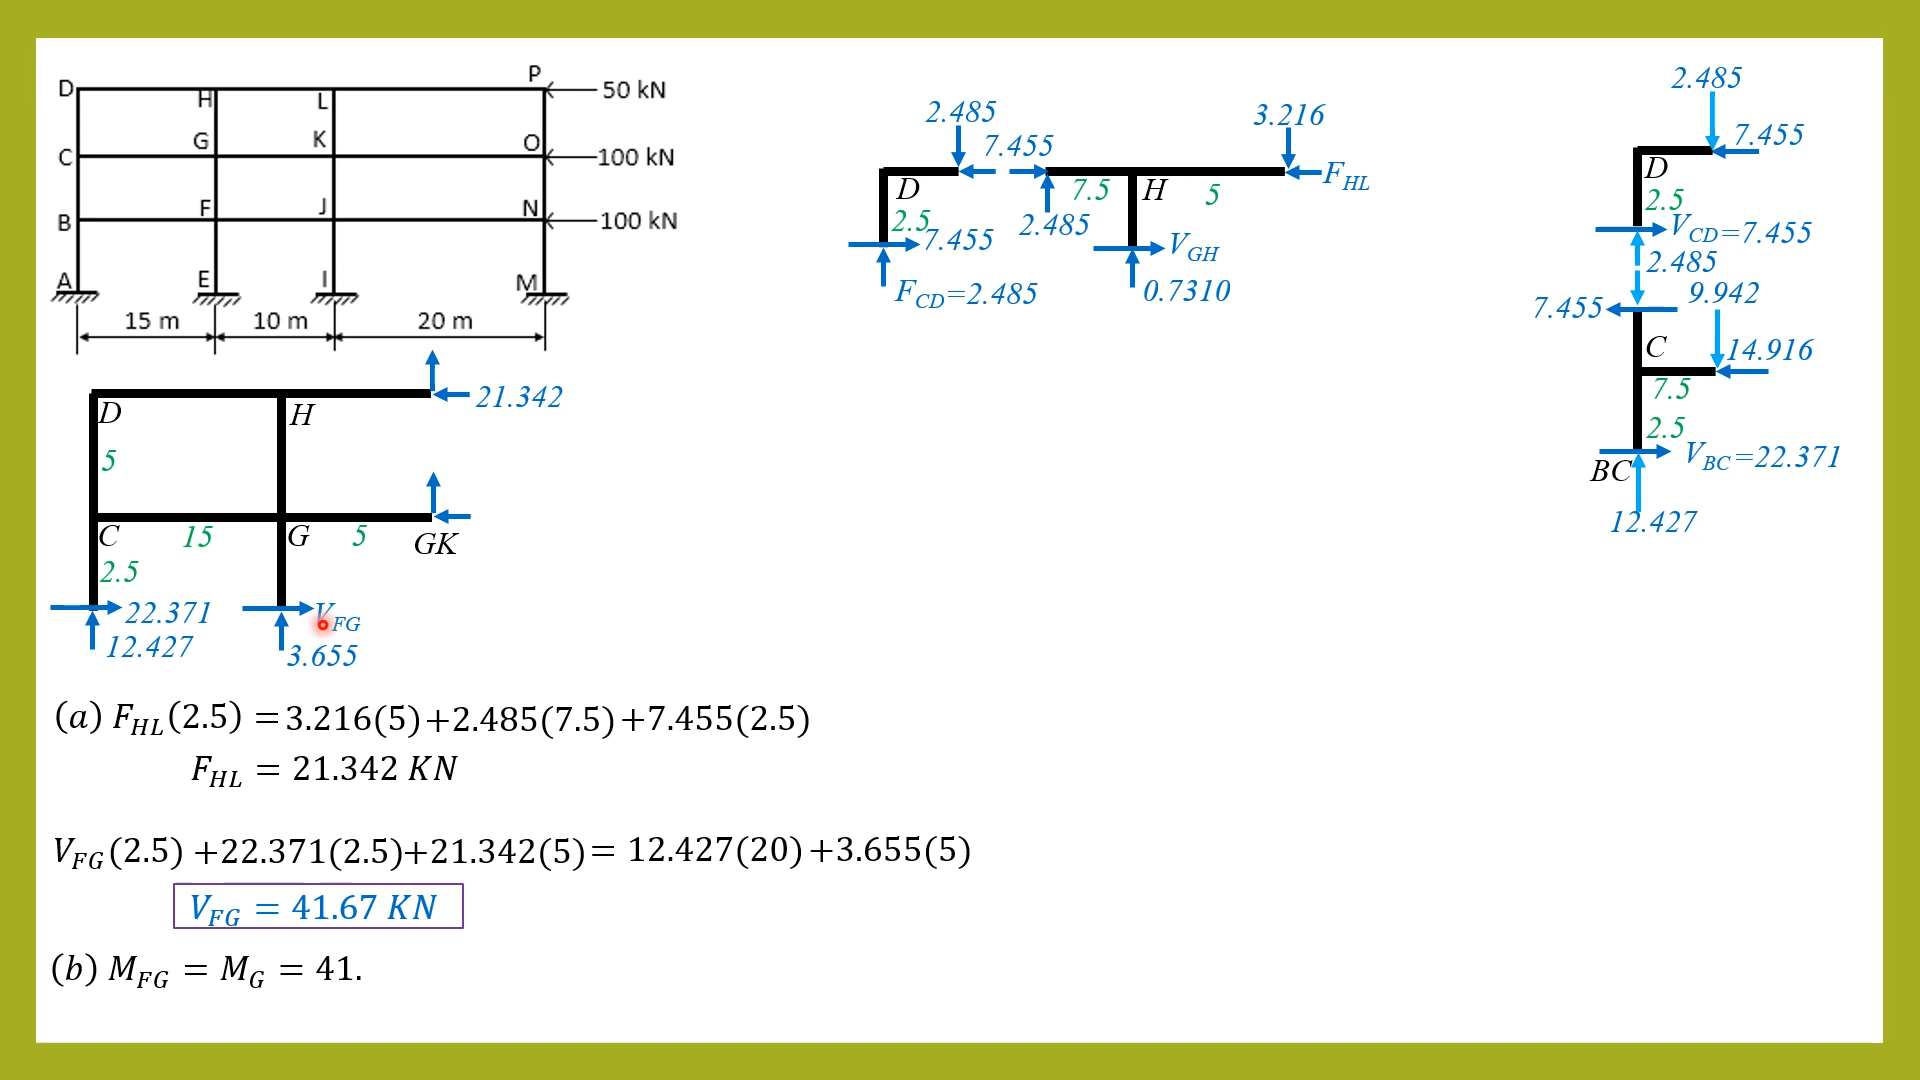 D H L P 50 kN
C G K O 100 kN
B F J N 100 kN
A E I M
15 m 10 m 20 m
D H 21.342
5
C 15 G 5 GK
2.5
22.371 V_FG
12.427 3.655
2.485 3.216
7.455
D 7.5 H 5 F_HL
2.5 7.455 2.485 V_GH
F_CD=2.485 0.7310
2.485
7.455
D
2.5
V_CD=7.455
2.485
7.455 9.942
C 14.916
7.5
2.5
BC V_BC=22.371
12.427
(a) F_HL(2.5) = 3.216(5)+2.485(7.5)+7.455(2.5)
F_HL = 21.342 KN
V_FG(2.5) +22.371(2.5)+21.342(5)= 12.427(20)+3.655(5)
V_FG = 41.67 KN
(b) M_FG = M_G = 41.